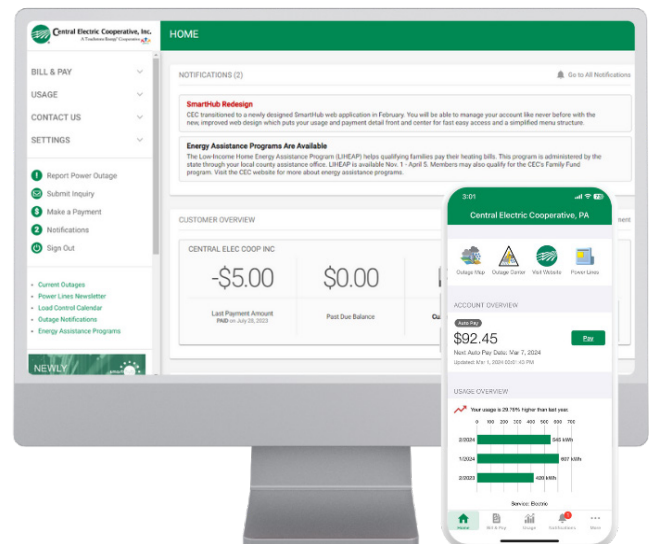 Central Electric Cooperative, Inc.
A Touchstone Energy® Cooperative
HOME
BILL & PAY
USAGE
CONTACT US
SETTINGS
Report Power Outage
Submit Inquiry
$ Make a Payment
2 Notifications
Sign Out
Current Outages
Power Lines Newsletter
Load Control Calendar
Outage Notifications
Energy Assistance Programs
NEWLY
NOTIFICATIONS (2)
Go to All Notifications
SmartHub Redesign
CEC transitioned to a newly designed SmartHub web application in February. You will be able to manage your account like never before with the
new, improved web design which puts your usage and payment detail front and center for fast easy access and a simplified menu structure.
Energy Assistance Programs Are Available
The Low-Income Home Energy Assistance Program (LIHEAP) helps qualifying families pay their heating bills. This program is administered by the
state through your local county assistance office. LIHEAP is available Nov. 1 - April 5. Members may also qualify for the CEC's Family Fund
program. Visit the CEC website for more about energy assistance programs.
CUSTOMER OVERVIEW
CENTRAL ELEC COOP INC
-$5.00
Last Payment Amount
PAID on July 28, 2023
$0.00
Past Due Balance
3:01
Central Electric Cooperative, PA
Outage Map
Outage Center
Visit Website
Power Lines
ACCOUNT OVERVIEW
Auto Pay
$92.45
Pay
Next Auto Pay Date: Mar 7, 2024
USAGE OVERVIEW
Your usage is 29.76% higher than last year.
0 100 200 300 400 500 600 700
2/2024 545 kWh
1/2024 607 kWh
2/2023 420 kWh
Service: Electric
Home
Bill & Pay
Usage
Notifications
More